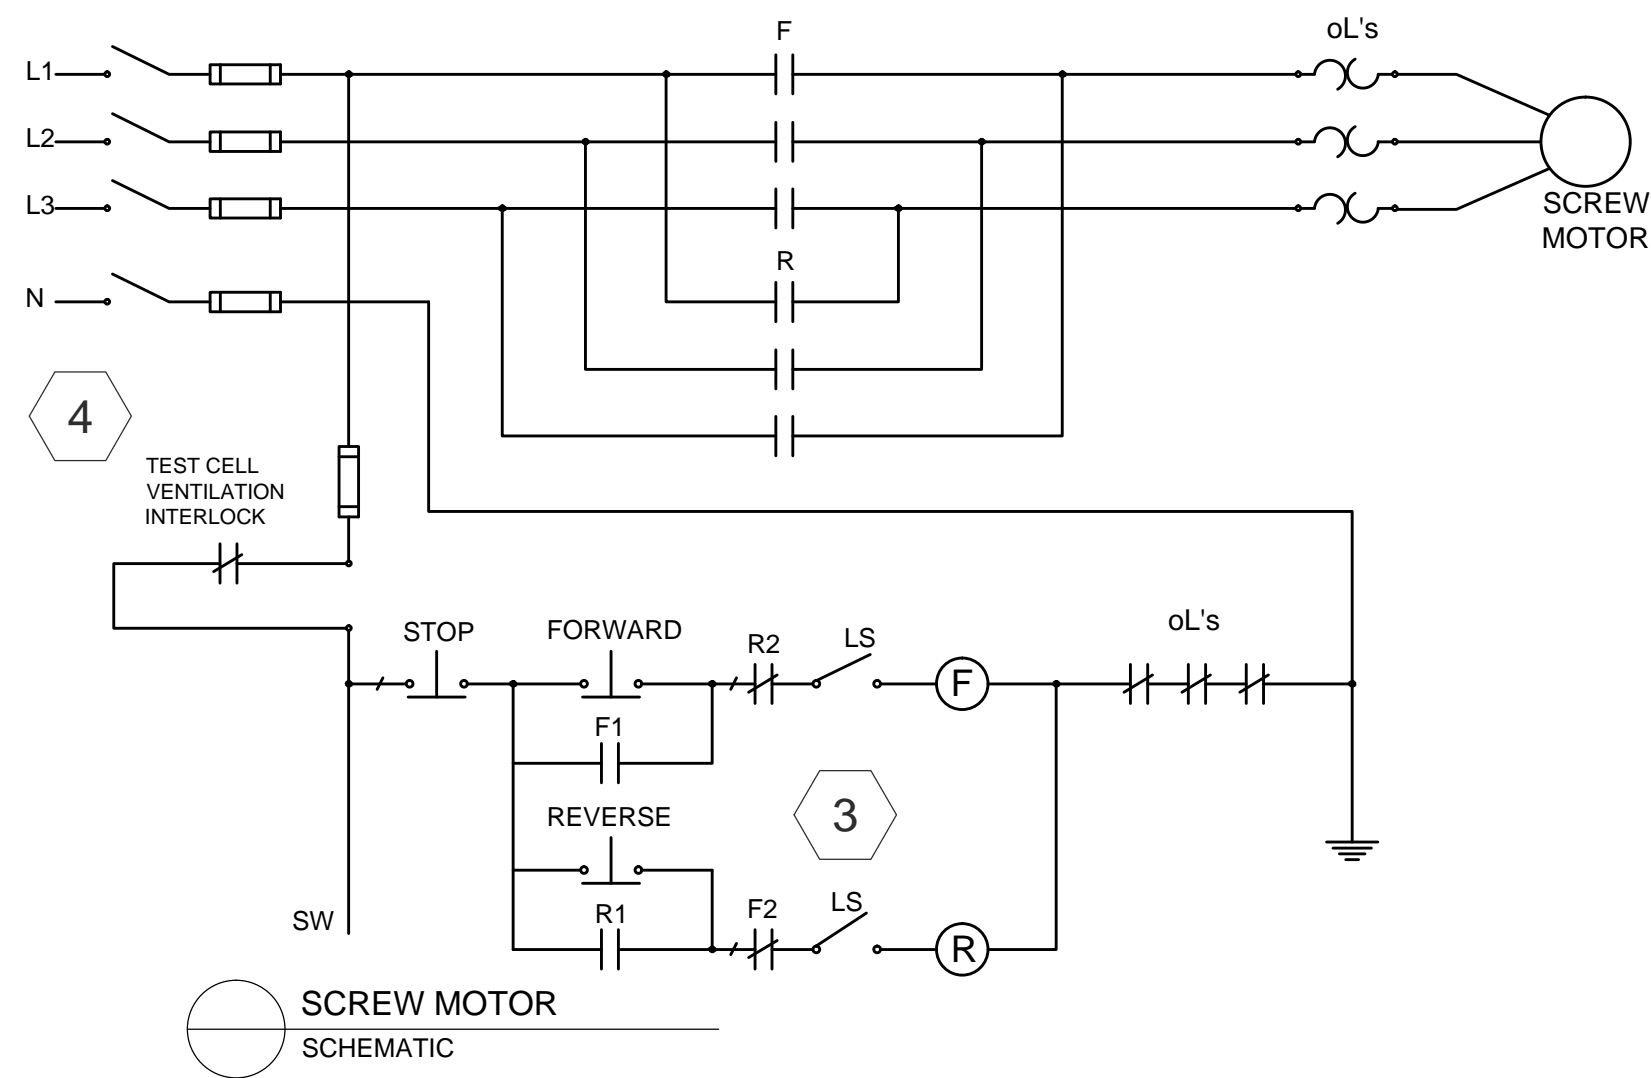 F
oL's
L1
L2
L3
SCREW
MOTOR
R
N
4
TEST CELL
VENTILATION
INTERLOCK
STOP
FORWARD
R2
LS
oL's
F
F1
3
REVERSE
R1
F2
LS
R
SW
SCREW MOTOR
SCHEMATIC